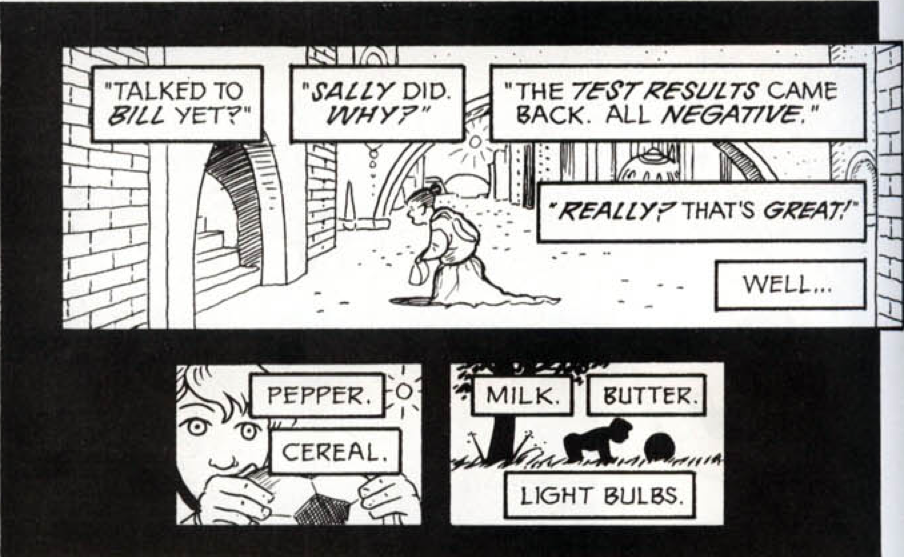 "TALKED TO
BILL YET?"
"SALLY DID.
WHY?"
"THE TEST RESULTS CAME
BACK. ALL NEGATIVE."
"REALLY? THAT'S GREAT!"
WELL...
PEPPER.
CEREAL.
MILK.
BUTTER.
LIGHT BULBS.